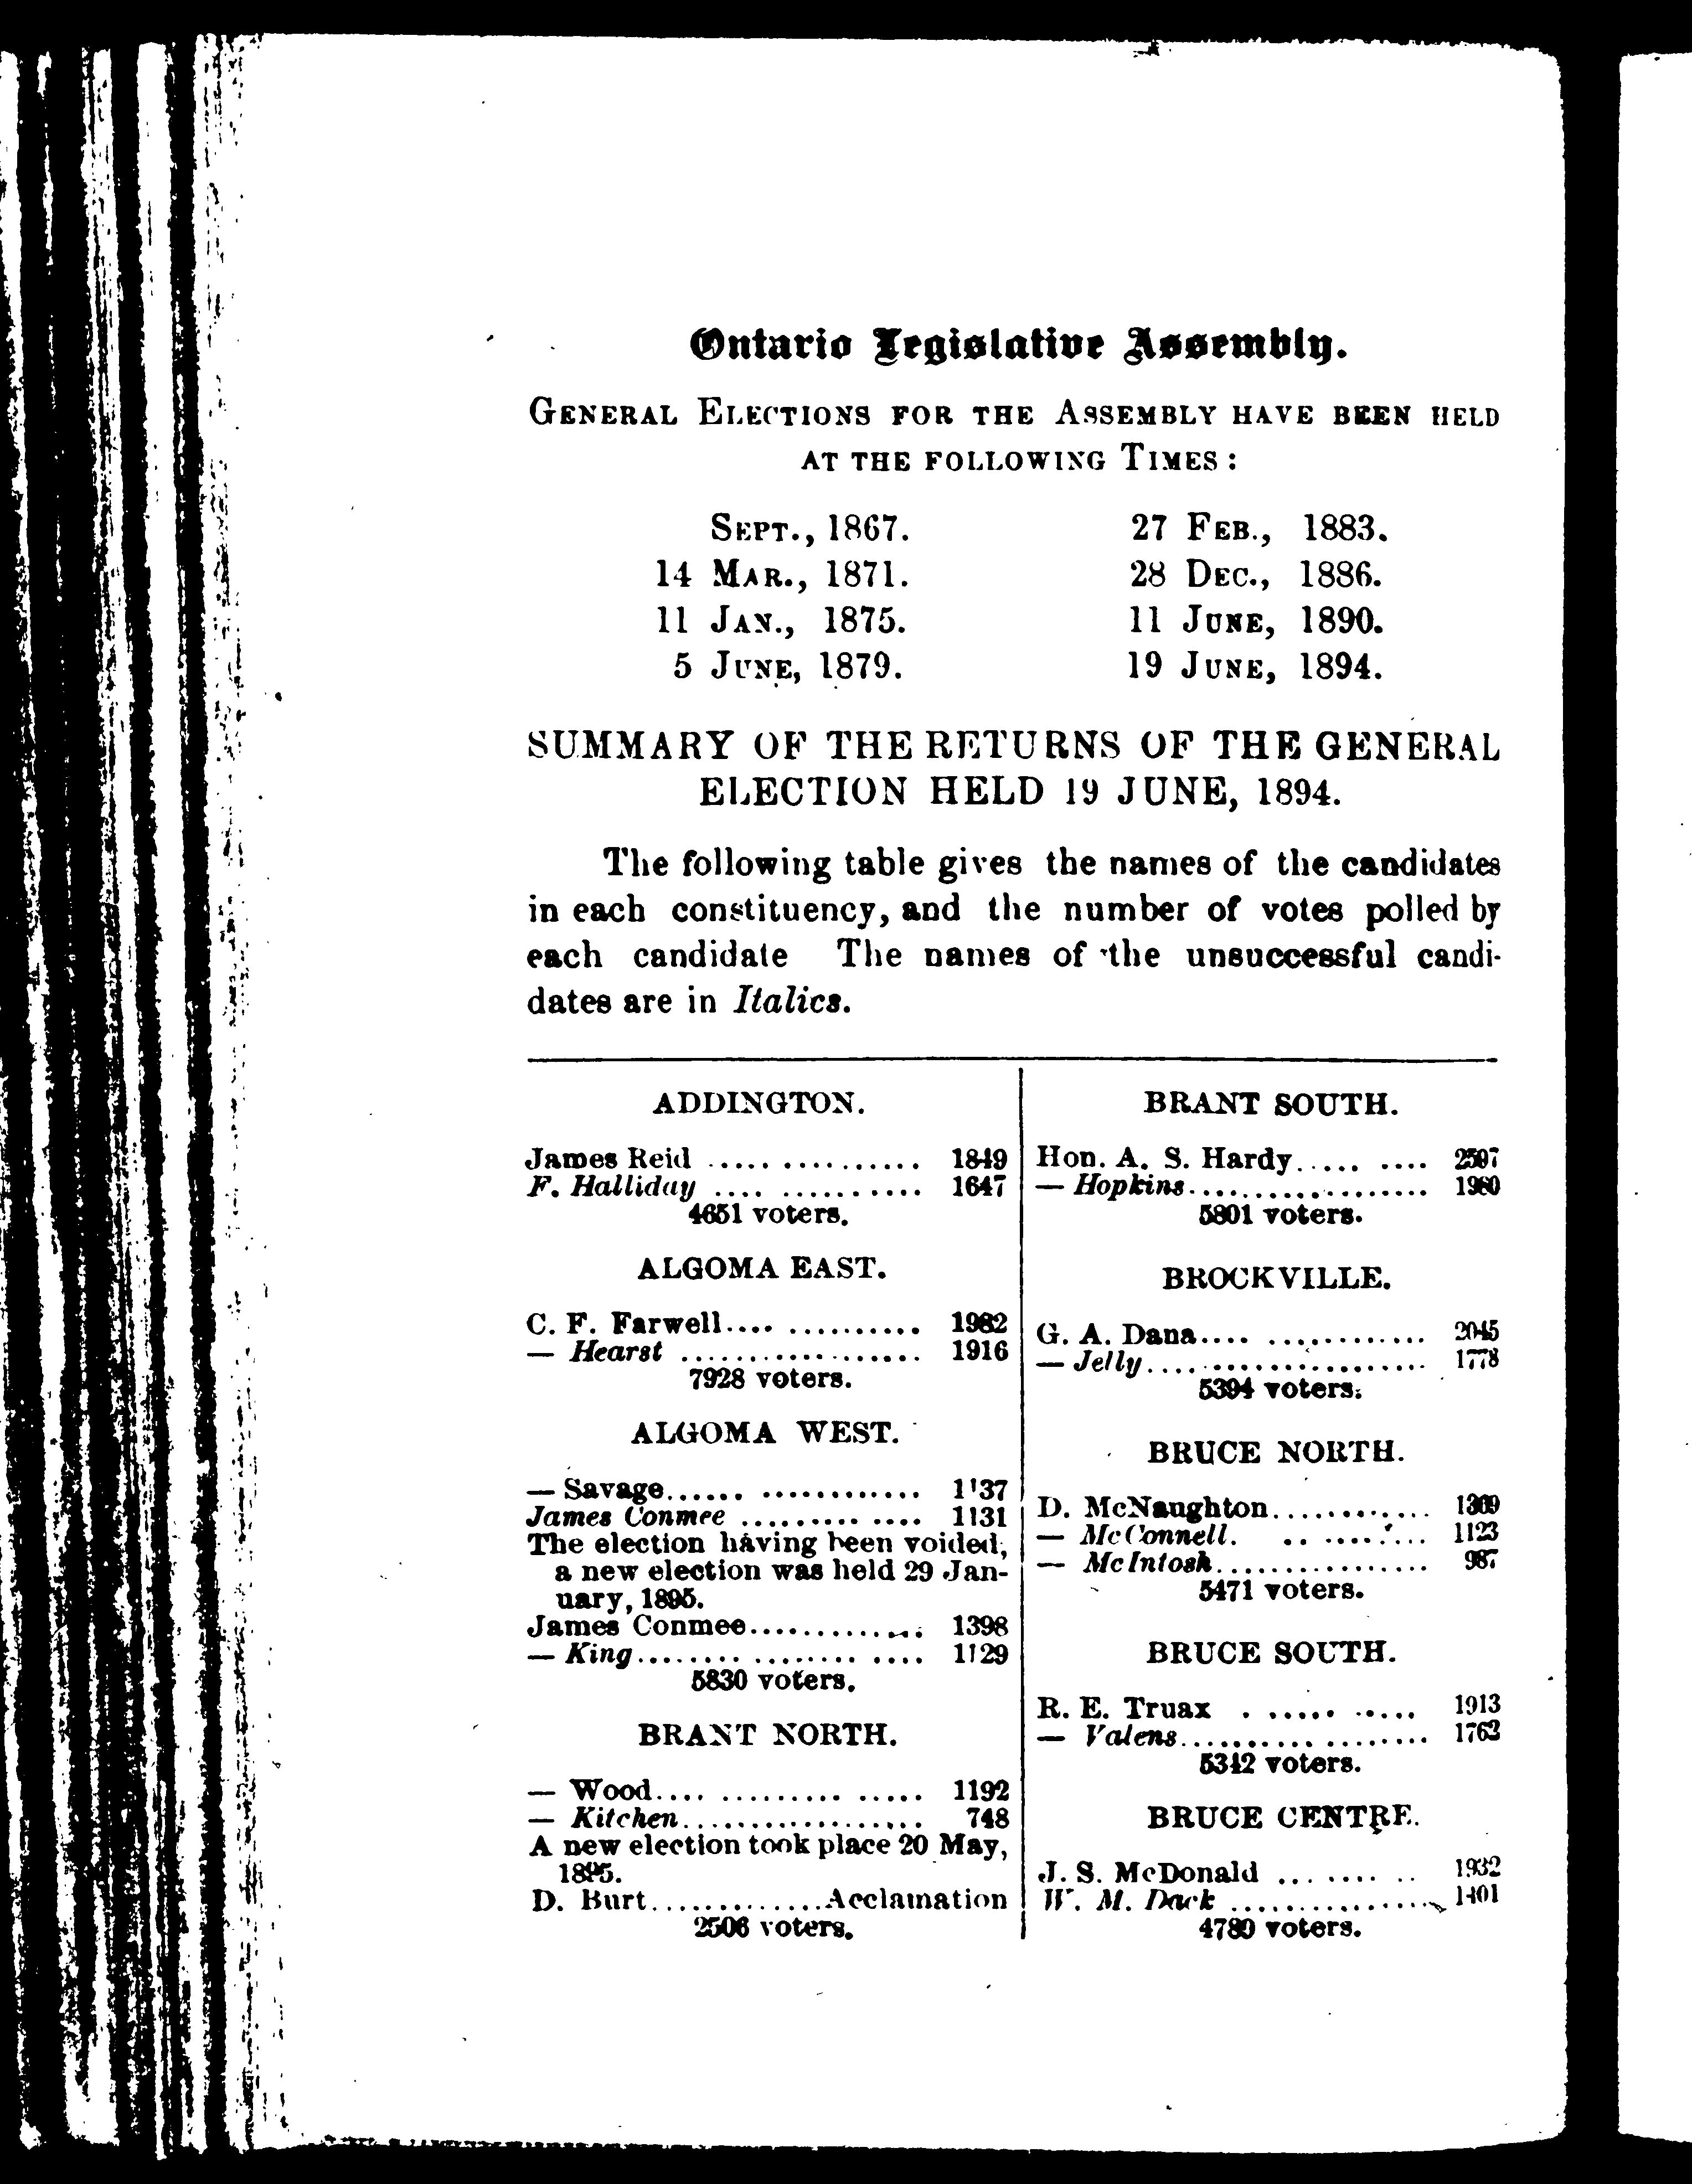 Ontario Legislative Assembly.
GENERAL ELECTIONS FOR THE ASSEMBLY HAVE BEEN HELD
AT THE FOLLOWING TIMES:
SEPT., 1867.
14 MAR., 1871.
11 JAN., 1875.
5 JUNE, 1879.
27 FEB., 1883.
28 DEC., 1886.
11 JUNE, 1890.
19 JUNE, 1894.
SUMMARY OF THE RETURNS OF THE GENERAL
ELECTION HELD 19 JUNE, 1894.
The following table gives the names of the candidates
in each constituency, and the number of votes polled by
each candidate The names of the unsuccessful candi-
dates are in Italics.
ADDINGTON.
James Reid ..... .......... 1849
F. Halliday .... ........... 1647
4651 voters.
ALGOMA EAST.
C. F. Farwell.... .......... 1982
— Hearst .................. 1916
7928 voters.
ALGOMA WEST.
— Savage...... ............ 1137
James Conmee ......... .... 1131
The election having been voided,
a new election was held 29 Jan-
uary, 1895.
James Conmee............. 1398
— King........ ........ .... 1129
5830 voters.
BRANT NORTH.
— Wood.... ......... ..... 1192
— Kitchen.................. 748
A new election took place 20 May,
1895.
D. Burt.............Acclamation
2506 voters.
BRANT SOUTH.
Hon. A. S. Hardy..... .... 2597
— Hopkins.................. 1980
5801 voters.
BROCKVILLE.
G. A. Dana.... ............ 2045
— Jelly..................... 1778
5394 voters.
BRUCE NORTH.
D. McNaughton............ 1369
— McConnell. .. ........ 1123
— McIntosh................ 987
5471 voters.
BRUCE SOUTH.
R. E. Truax . ..... ..... 1913
— Valens.......... ........ 1762
5342 voters.
BRUCE CENTRE.
J. S. McDonald ... .... .. 1932
W. M. Dack ................ 1401
4780 voters.